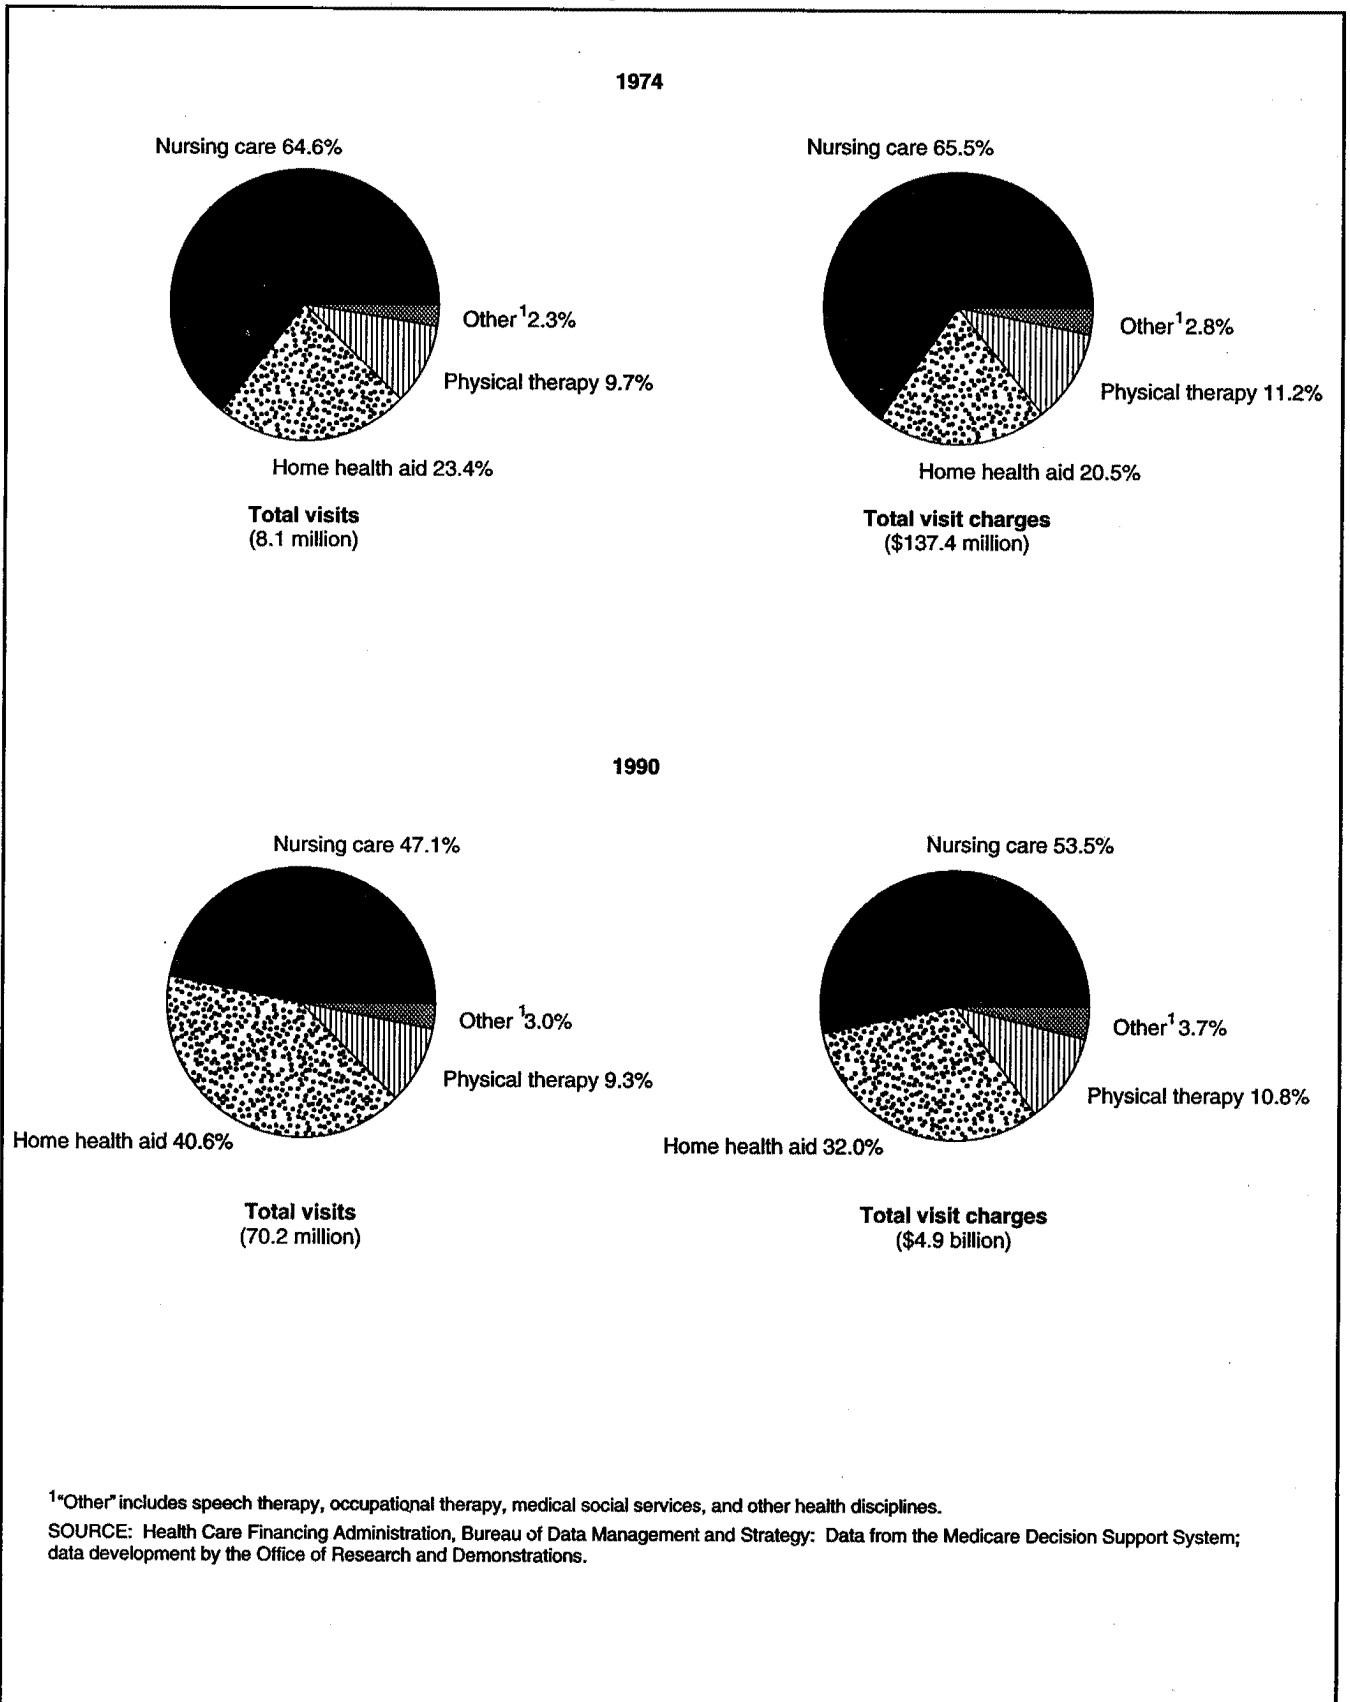 1974
Nursing care 64.6%
Other¹ 2.3%
Physical therapy 9.7%
Home health aid 23.4%
Total visits
(8.1 million)
Nursing care 65.5%
Other¹ 2.8%
Physical therapy 11.2%
Home health aid 20.5%
Total visit charges
($137.4 million)
1990
Nursing care 47.1%
Other ¹3.0%
Physical therapy 9.3%
Home health aid 40.6%
Total visits
(70.2 million)
Nursing care 53.5%
Other¹ 3.7%
Physical therapy 10.8%
Home health aid 32.0%
Total visit charges
($4.9 billion)
¹"Other" includes speech therapy, occupational therapy, medical social services, and other health disciplines.
SOURCE: Health Care Financing Administration, Bureau of Data Management and Strategy: Data from the Medicare Decision Support System;
data development by the Office of Research and Demonstrations.